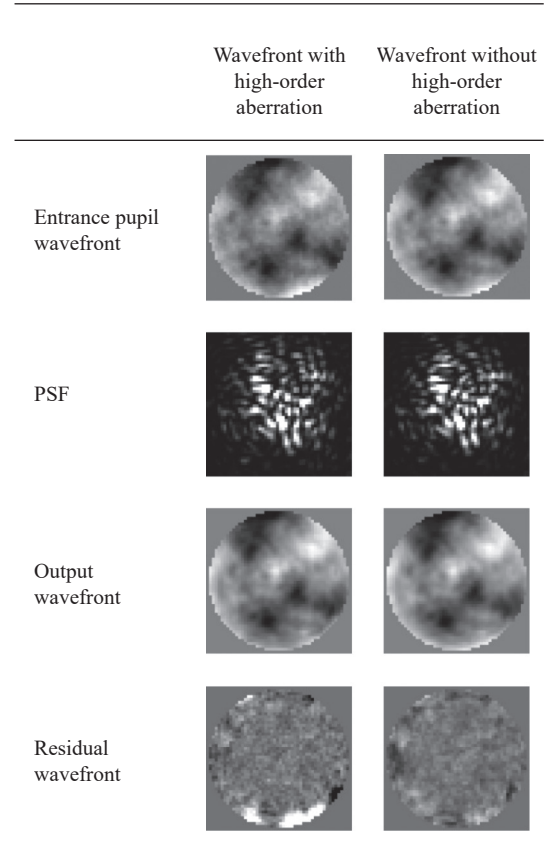 Wavefront with
high-order
aberration
Wavefront without
high-order
aberration
Entrance pupil
wavefront
PSF
Output
wavefront
Residual
wavefront